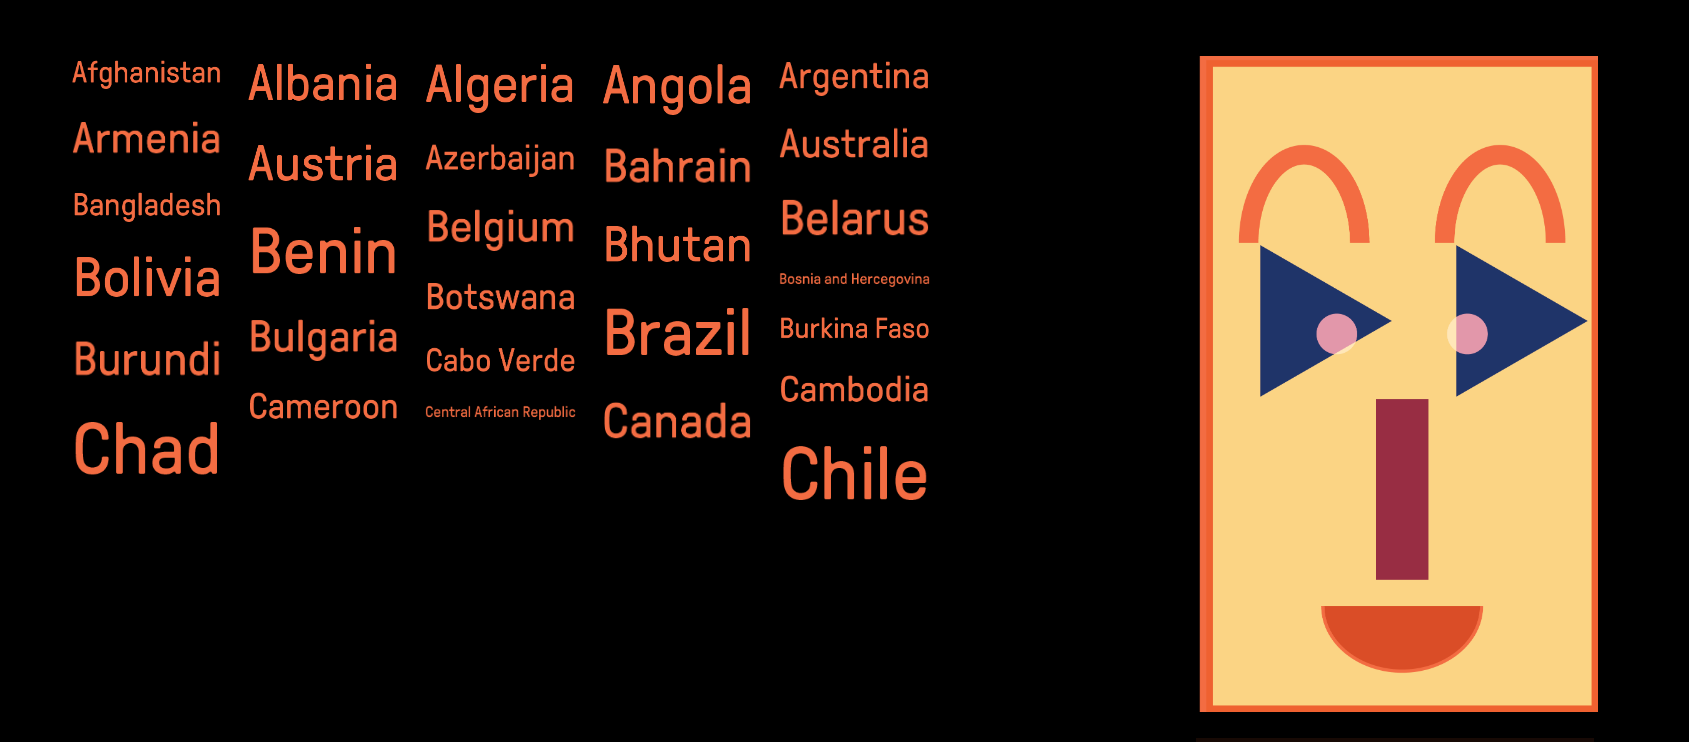 Afghanistan
Albania
Algeria
Angola
Argentina
Armenia
Austria
Azerbaijan
Bahrain
Australia
Bangladesh
Benin
Belgium
Bhutan
Belarus
Bolivia
Bulgaria
Botswana
Brazil
Bosnia and Hercegovina
Burundi
Cameroon
Cabo Verde
Canada
Burkina Faso
Chad
Central African Republic
Cambodia
Chile